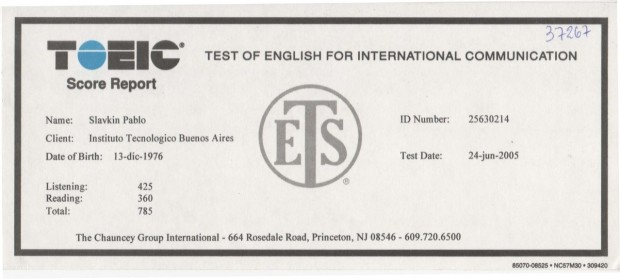 37267
TOEIC® TEST OF ENGLISH FOR INTERNATIONAL COMMUNICATION
Score Report
Name: Slavkin Pablo ID Number: 25630214
Client: Instituto Tecnologico Buenos Aires
Date of Birth: 13-dic-1976 Test Date: 24-jun-2005
ETS®
Listening: 425
Reading: 360
Total: 785
The Chauncey Group International - 664 Rosedale Road, Princeton, NJ 08546 - 609.720.6500
85070-08525 • NC57M30 • 309420